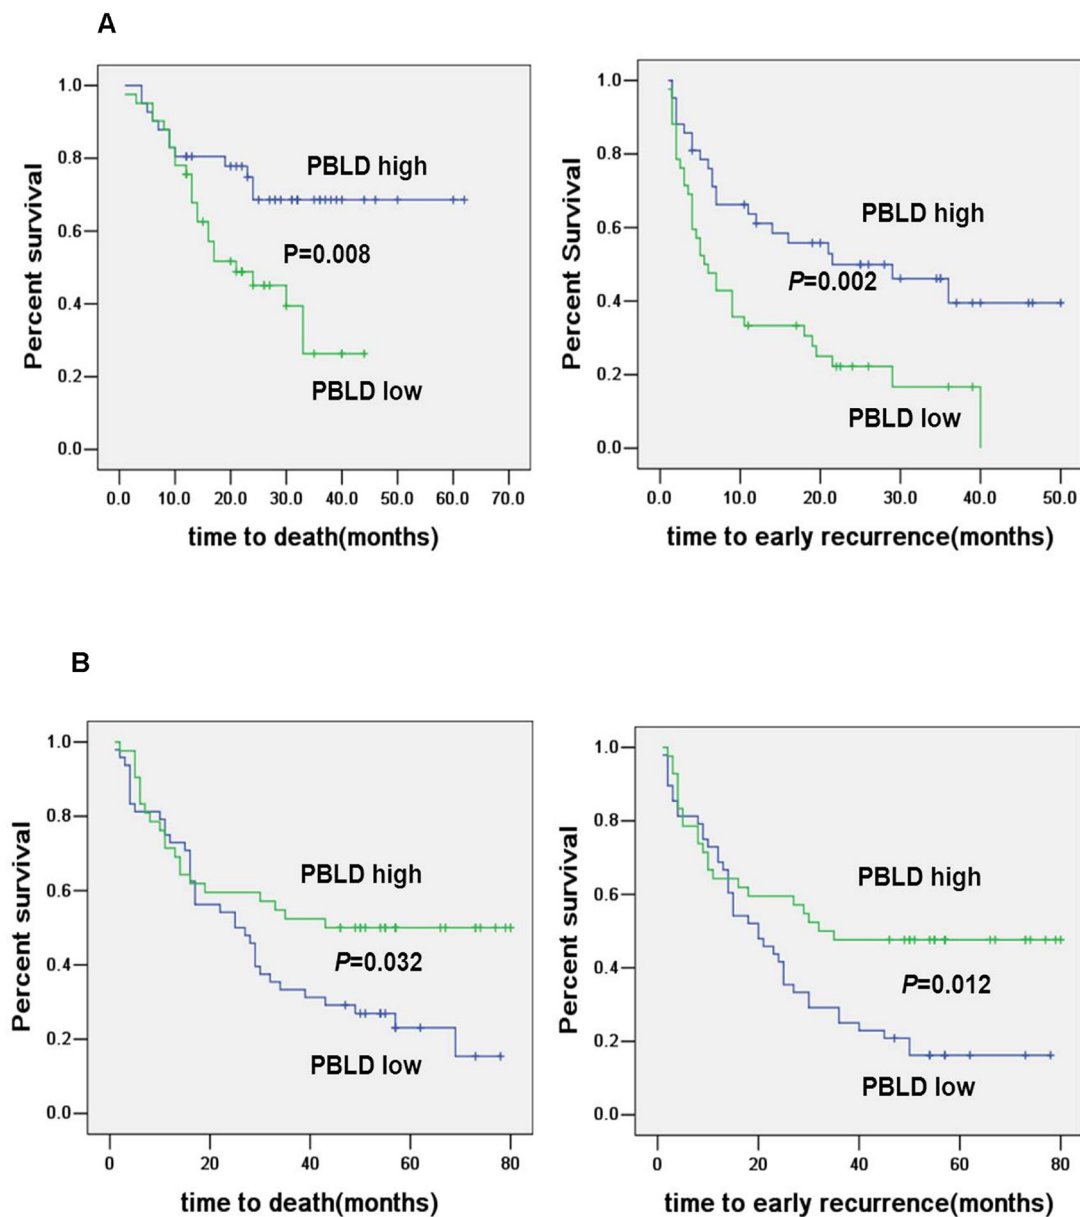 A
Percent survival
1.0
0.8
0.6
0.4
0.2
0.0
PBLD high
P=0.008
PBLD low
0.0 10.0 20.0 30.0 40.0 50.0 60.0 70.0
time to death(months)
Percent Survival
1.0
0.8
0.6
0.4
0.2
0.0
PBLD high
P=0.002
PBLD low
0.0 10.0 20.0 30.0 40.0 50.0
time to early recurrence(months)
B
Percent survival
1.0
0.8
0.6
0.4
0.2
0.0
PBLD high
P=0.032
PBLD low
0 20 40 60 80
time to death(months)
Percent survival
1.0
0.8
0.6
0.4
0.2
0.0
PBLD high
P=0.012
PBLD low
0 20 40 60 80
time to early recurrence(months)